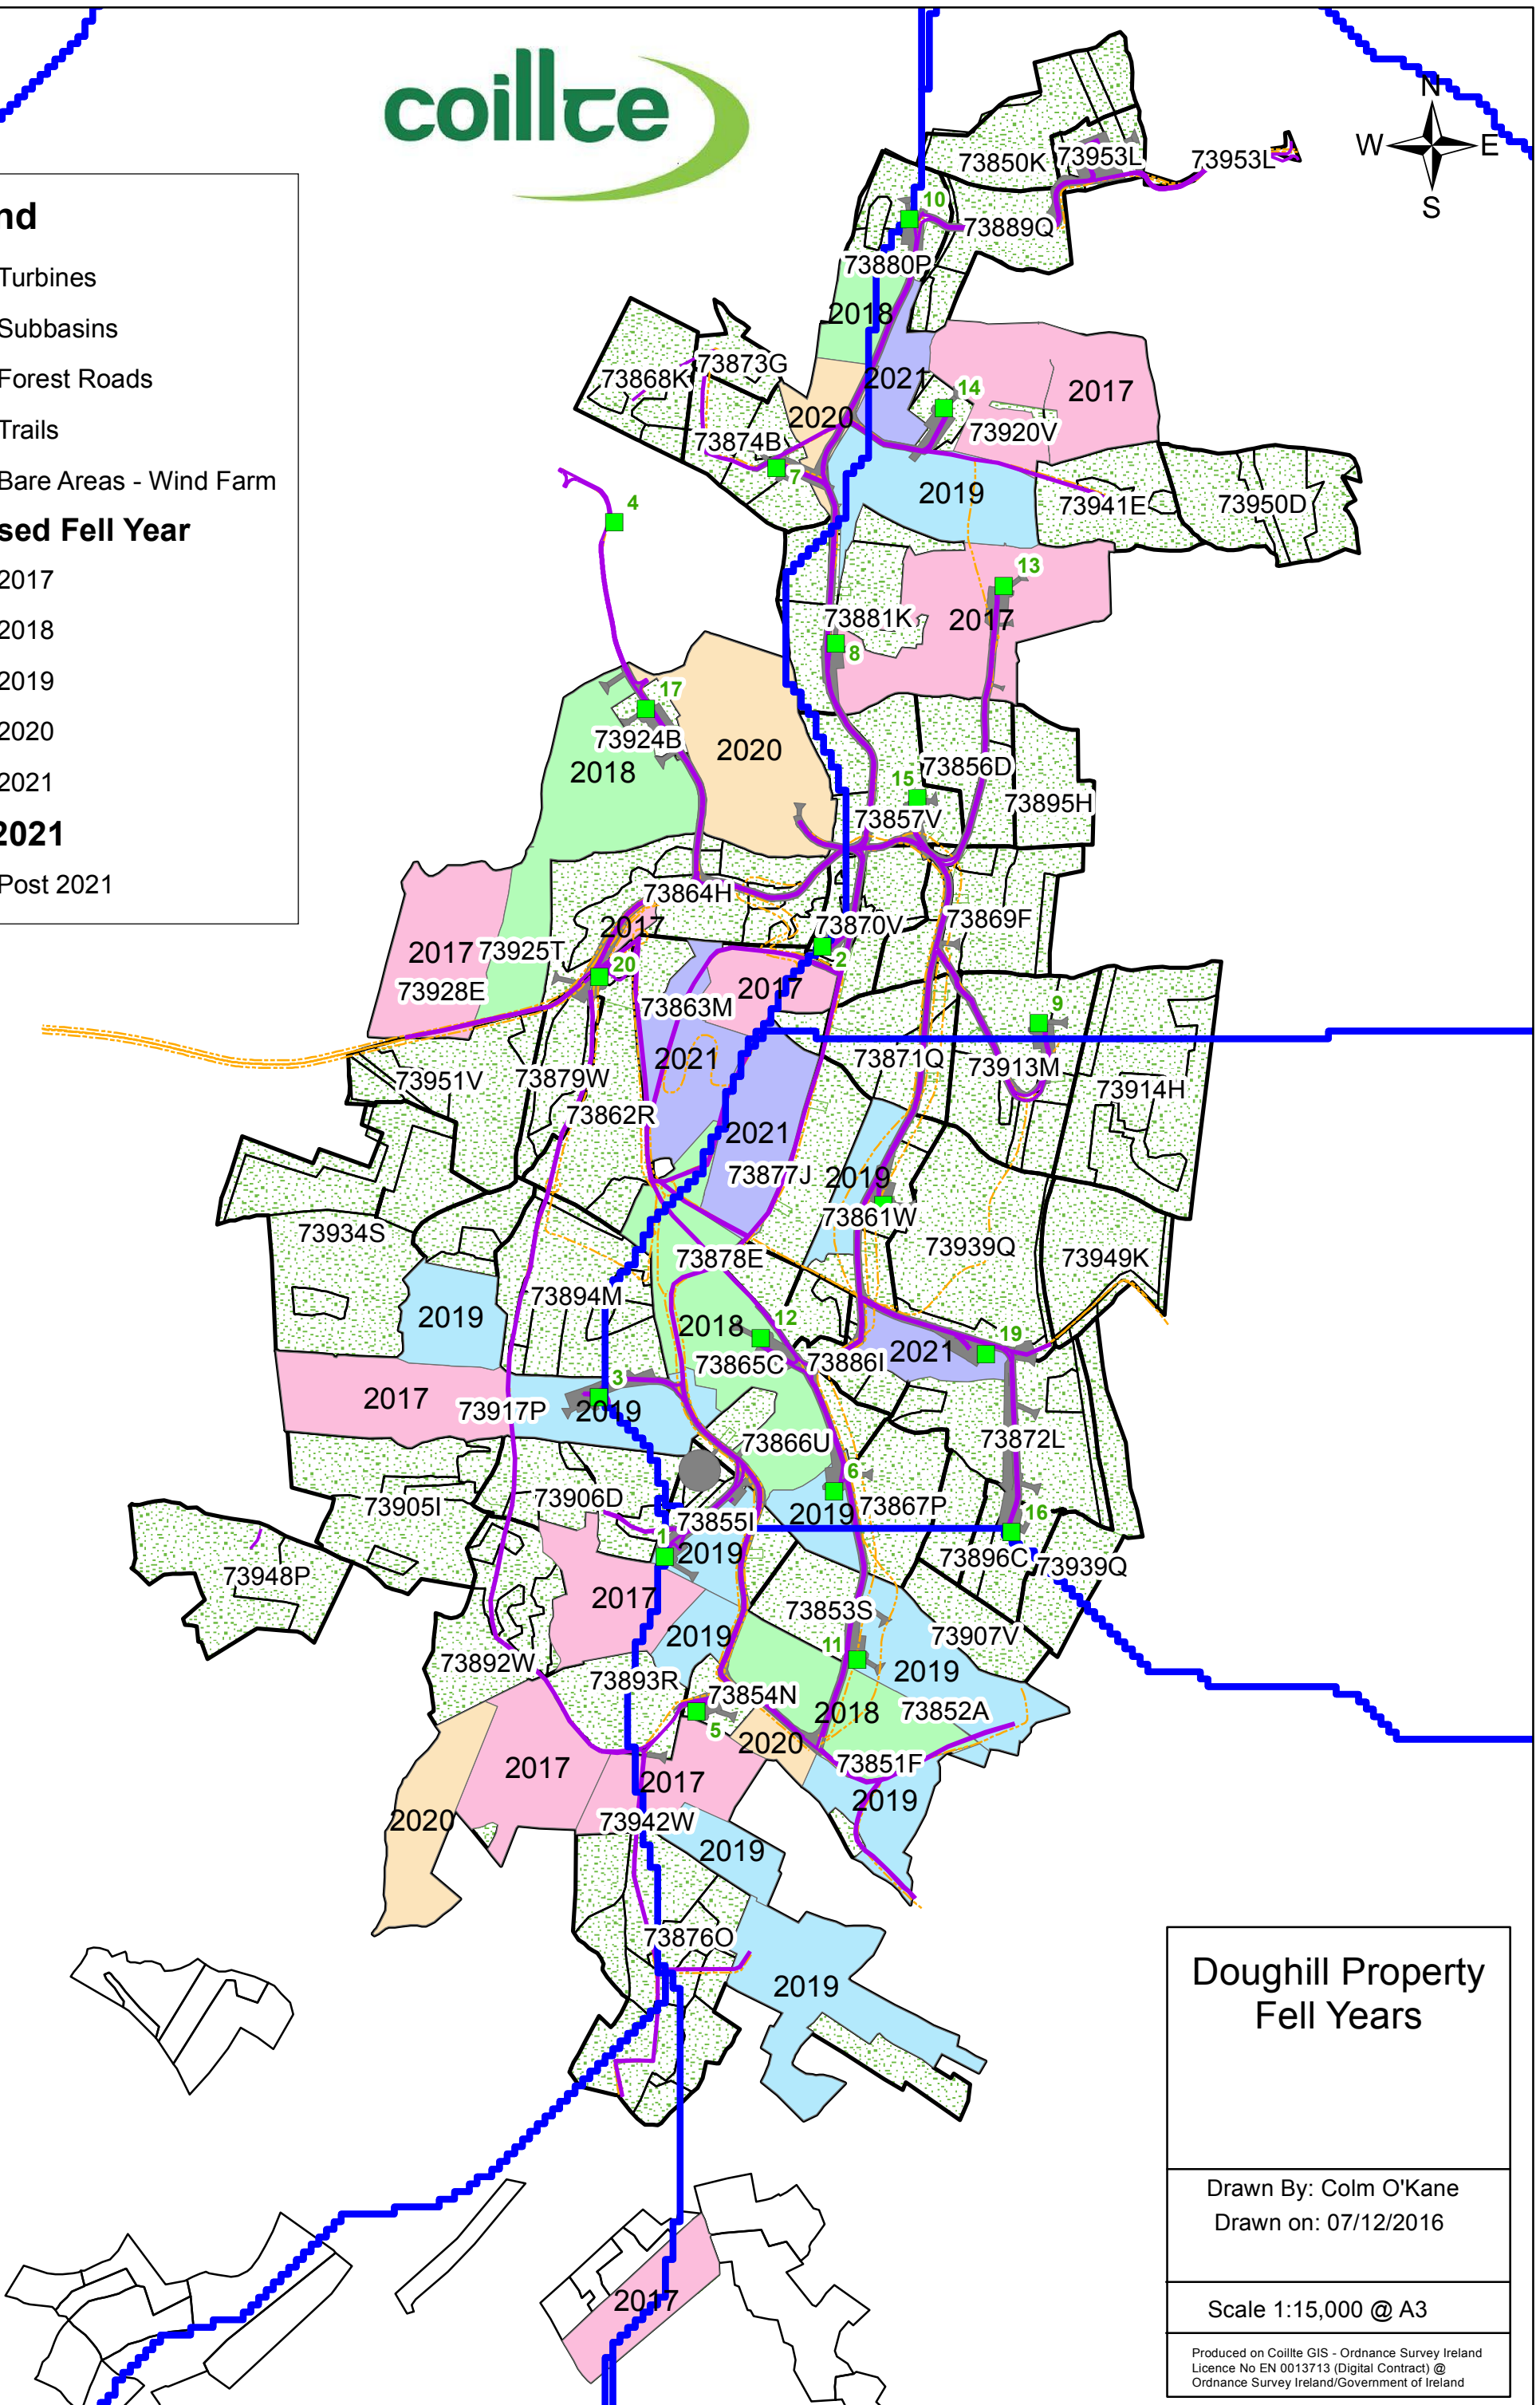 coillte
N
W E
S
nd
Turbines
Subbasins
Forest Roads
Trails
Bare Areas - Wind Farm
sed Fell Year
2017
2018
2019
2020
2021
2021
Post 2021
73850K
73953L
73953L
10
73889Q
73880P
2018
73873G
73868K
2021
14
2017
2020
73920V
73874B
7
2019
73941E
73950D
4
13
73881K
2017
8
17
73924B
2020
2018
73856D
15
73895H
73857V
73864H
73870V
73869F
2017
2017
73925T
2
20
73928E
2017
73863M
9
2021
73871Q
73913M
73951V
73879W
73914H
73862R
2021
73877J
2019
73861W
73934S
73939Q
73878E
73949K
73894M
2019
12
2018
19
73865C
73886I
2021
3
2017
73917P
2019
73872L
73866U
6
73905I
73906D
2019
73867P
16
73855I
1
2019
73896C
73939Q
73948P
2017
73853S
2019
73907V
11
73892W
2019
73893R
73854N
2018
73852A
5
2020
73851F
2017
2017
2019
2020
73942W
2019
73876O
2019
2017
Doughill Property
Fell Years
Drawn By: Colm O'Kane
Drawn on: 07/12/2016
Scale 1:15,000 @ A3
Produced on Coillte GIS - Ordnance Survey Ireland
Licence No EN 0013713 (Digital Contract) @
Ordnance Survey Ireland/Government of Ireland